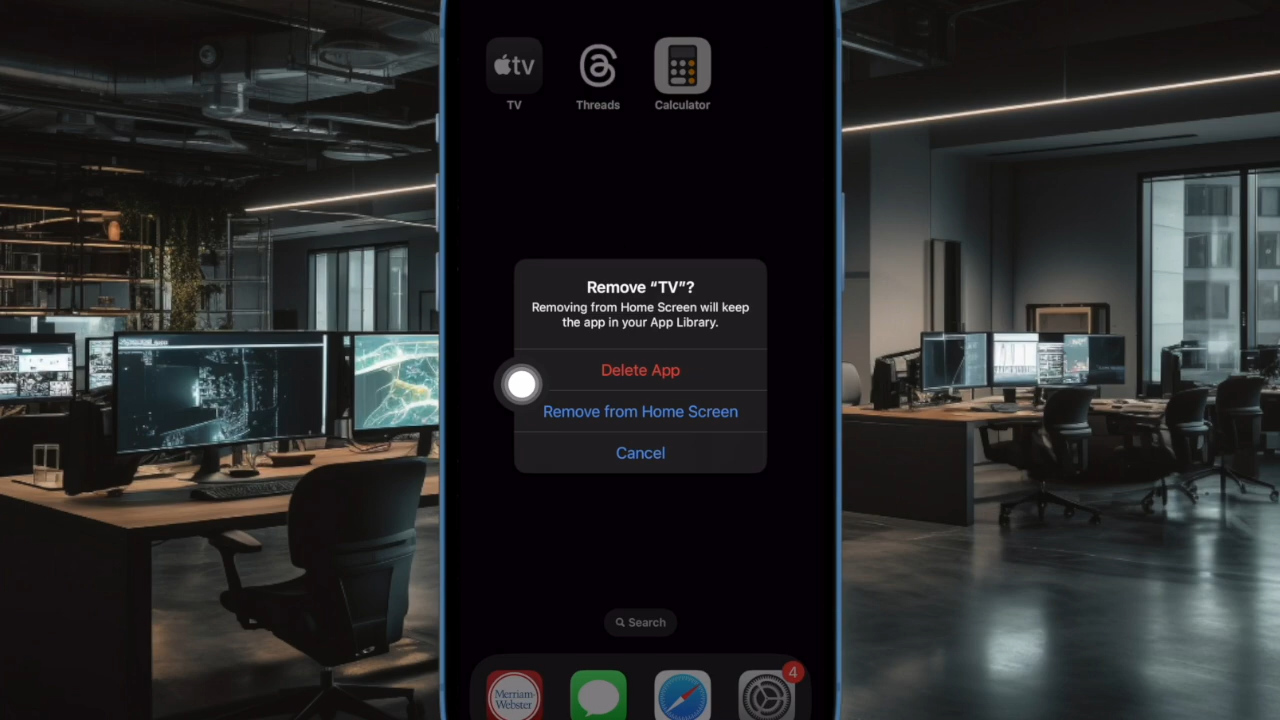 tv
TV
Threads
Calculator
Remove “TV”?
Removing from Home Screen will keep
the app in your App Library.
Delete App
Remove from Home Screen
Cancel
Search
4
Merriam-
Webster